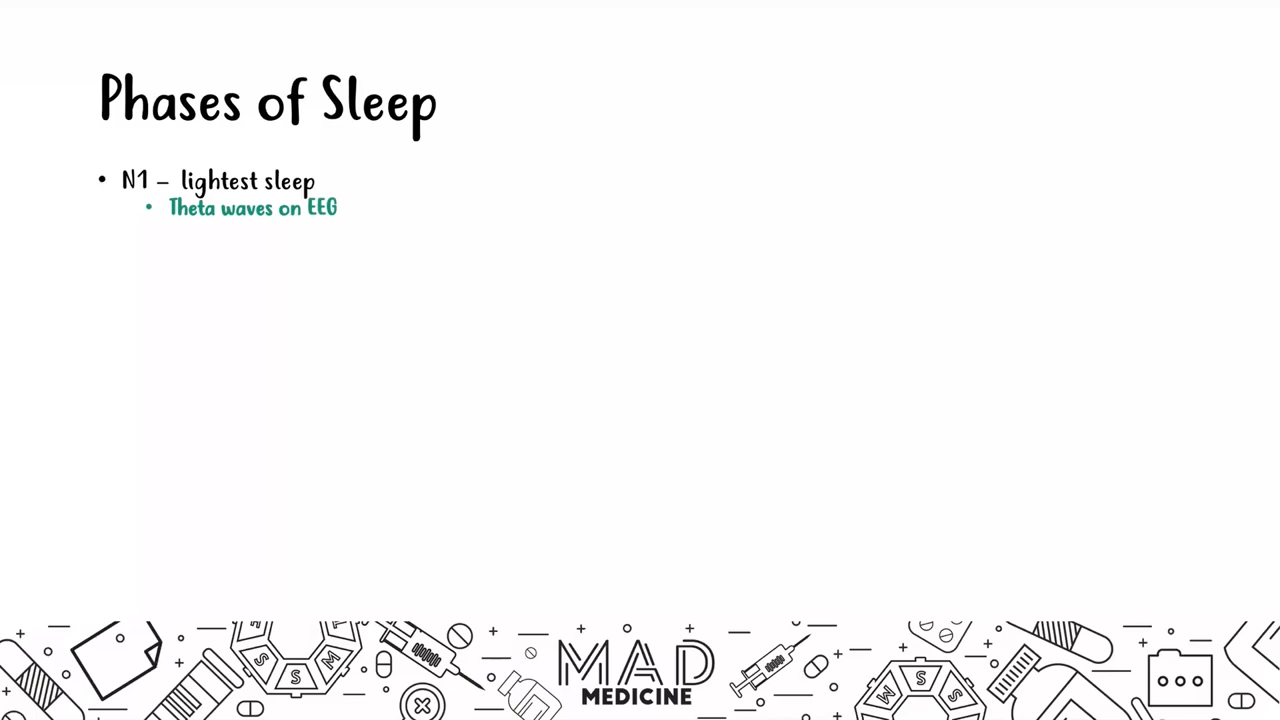 Phases of Sleep
• N1 – lightest sleep
• Theta waves on EEG
MAD
MEDICINE
S
S
M
M
S
S